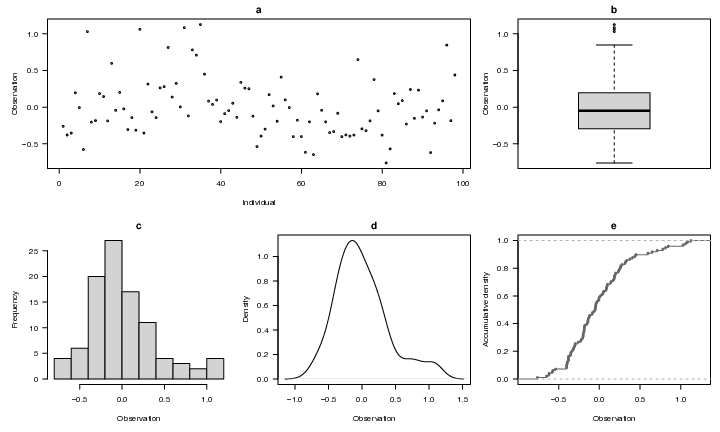 a
Observation
1.0
0.5
0.0
−0.5
0 20 40 60 80 100
Individual
b
Observation
1.0
0.5
0.0
−0.5
c
Frequency
25
20
15
10
5
0
−0.5 0.0 0.5 1.0
Observation
d
Density
1.0
0.8
0.6
0.4
0.2
0.0
−1.0 −0.5 0.0 0.5 1.0 1.5
Observation
e
Accumulative density
1.0
0.8
0.6
0.4
0.2
0.0
−0.5 0.0 0.5 1.0
Observation